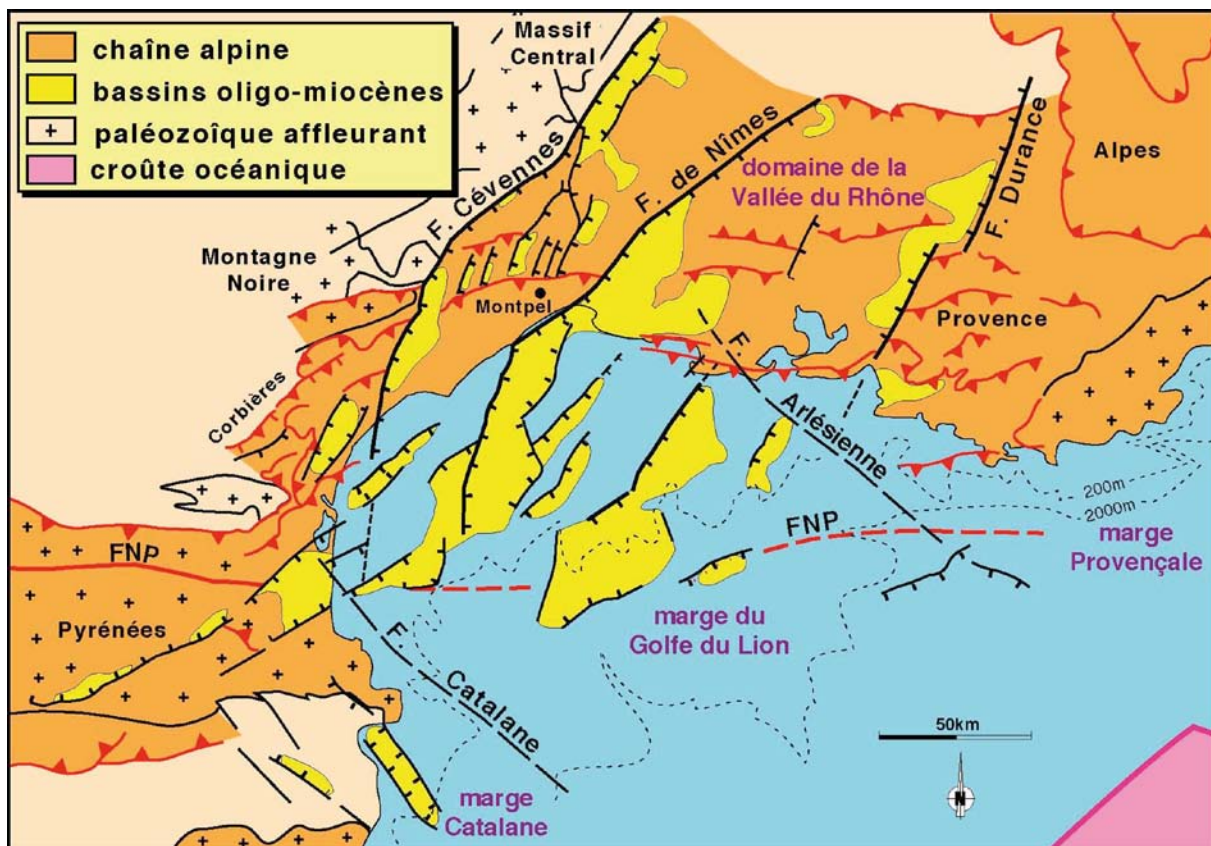 chaîne alpine
bassins oligo-miocènes
paléozoîque affleurant
croûte océanique
Massif
Central
Alpes
F. Cévennes
F. de Nîmes
F. Durance
domaine de la
Vallée du Rhône
Montagne
Noire
Montpel
Provence
Corbières
F. Arlésienne
200m
2000m
FNP
FNP
marge
Provençale
Pyrénées
marge du
Golfe du Lion
F. Catalane
50km
N
marge
Catalane